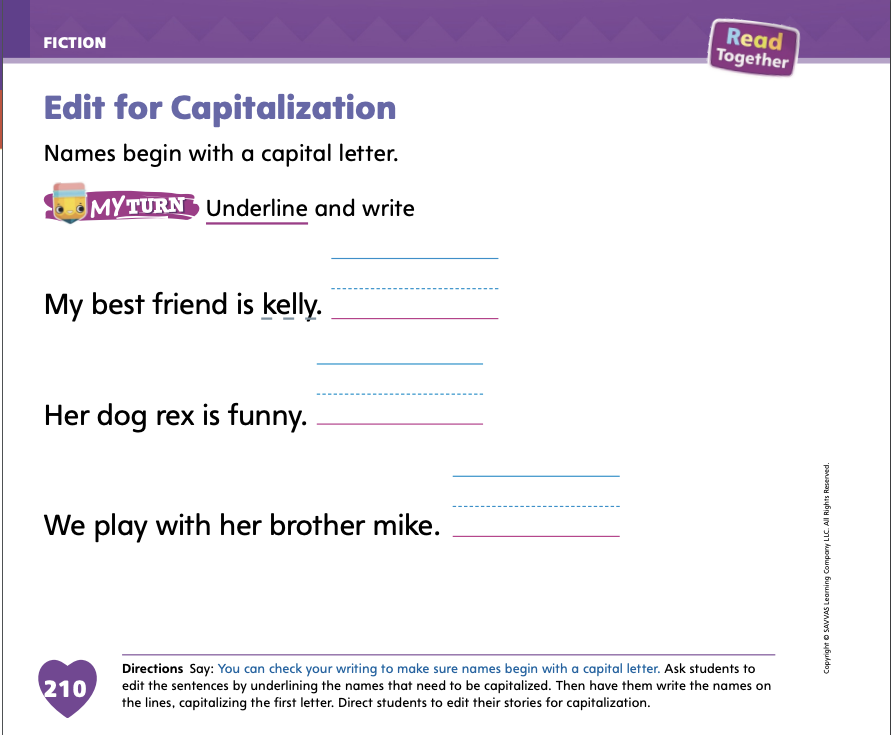 FICTION
Read
Together
Edit for Capitalization
Names begin with a capital letter.
MY TURN Underline and write
My best friend is kelly.
Her dog rex is funny.
We play with her brother mike.
Copyright © SAVVAS Learning Company LLC. All Rights Reserved.
210
Directions Say: You can check your writing to make sure names begin with a capital letter. Ask students to
edit the sentences by underlining the names that need to be capitalized. Then have them write the names on
the lines, capitalizing the first letter. Direct students to edit their stories for capitalization.